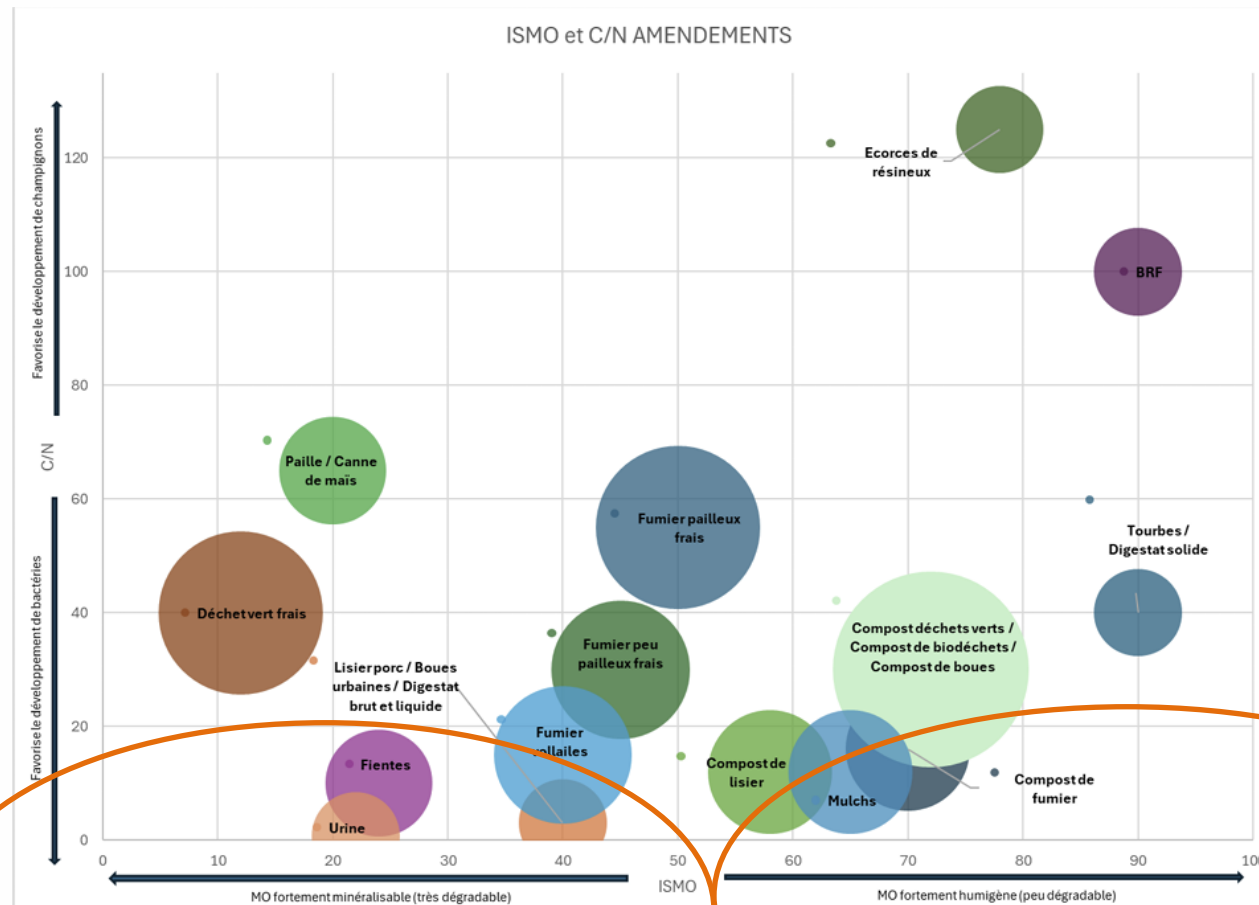 ISMO et C/N AMENDEMENTS
Favorise le développement de champignons
C/N
Favorise le développement de bactéries
120
100
80
60
40
20
0
Ecorces de
résineux
BRF
Paille / Canne
de maïs
Fumier pailleux
frais
Tourbes /
Digestat solide
Déchet vert frais
Fumier peu
pailleux frais
Compost déchets verts /
Compost de biodéchets /
Compost de boues
Lisier porc / Boues
urbaines / Digestat
brut et liquide
Fumier
vollailes
Fientes
Compost de
lisier
Compost de
fumier
Mulchs
Urine
0 10 20 30 40 50 60 70 80 90 100
ISMO
MO fortement minéralisable (très dégradable)
MO fortement humigène (peu dégradable)